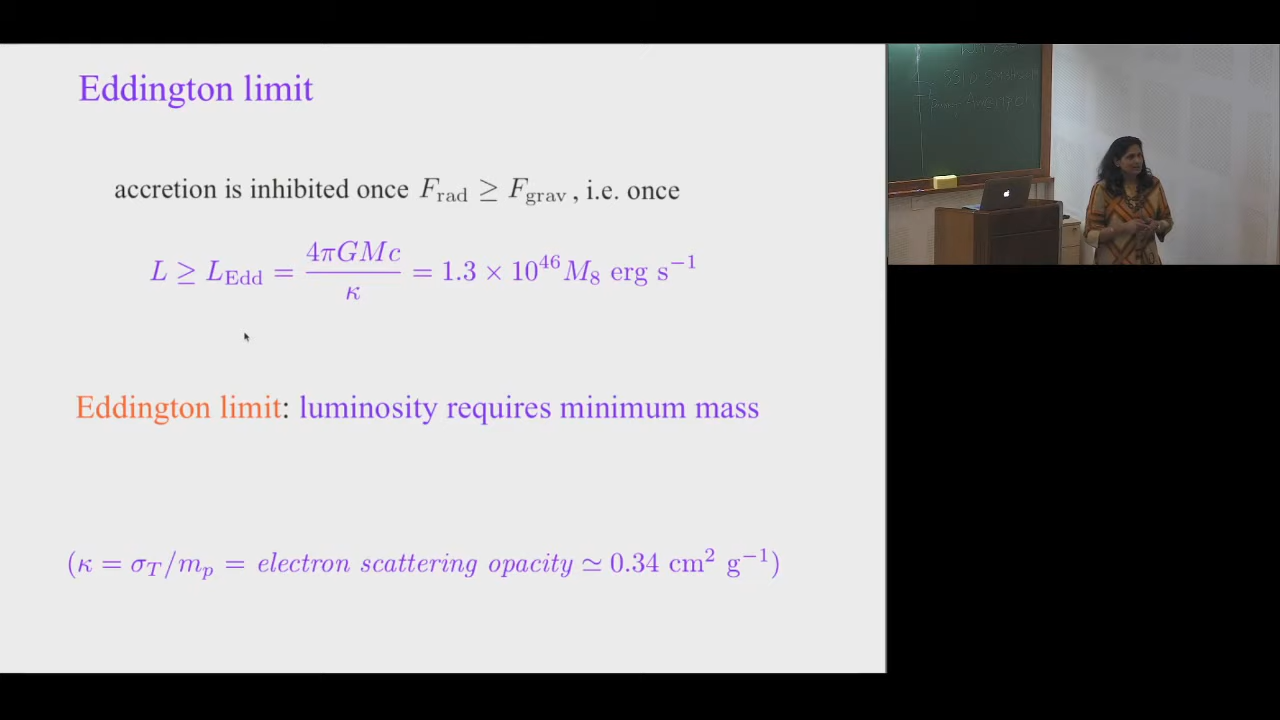 Eddington limit
accretion is inhibited once F_rad ≥ F_grav, i.e. once
L ≥ L_Edd = 4πGMc / κ = 1.3 × 10^46 M_8 erg s^−1
Eddington limit: luminosity requires minimum mass
(κ = σ_T/m_p = electron scattering opacity ≃ 0.34 cm^2 g^−1)